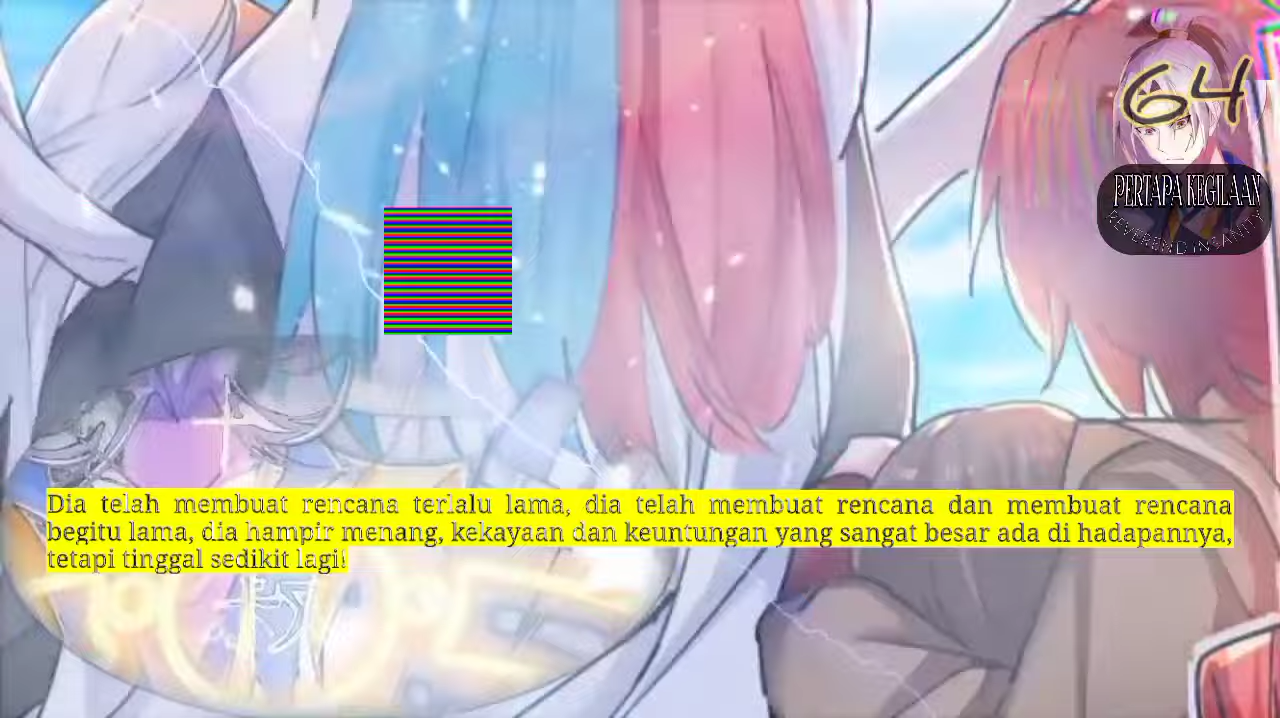 64
PERTAPA KEGILAAN
REVEREND INSANITY
Dia telah membuat rencana terlalu lama, dia telah membuat rencana dan membuat rencana
begitu lama, dia hampir menang, kekayaan dan keuntungan yang sangat besar ada di hadapannya,
tetapi tinggal sedikit lagi!